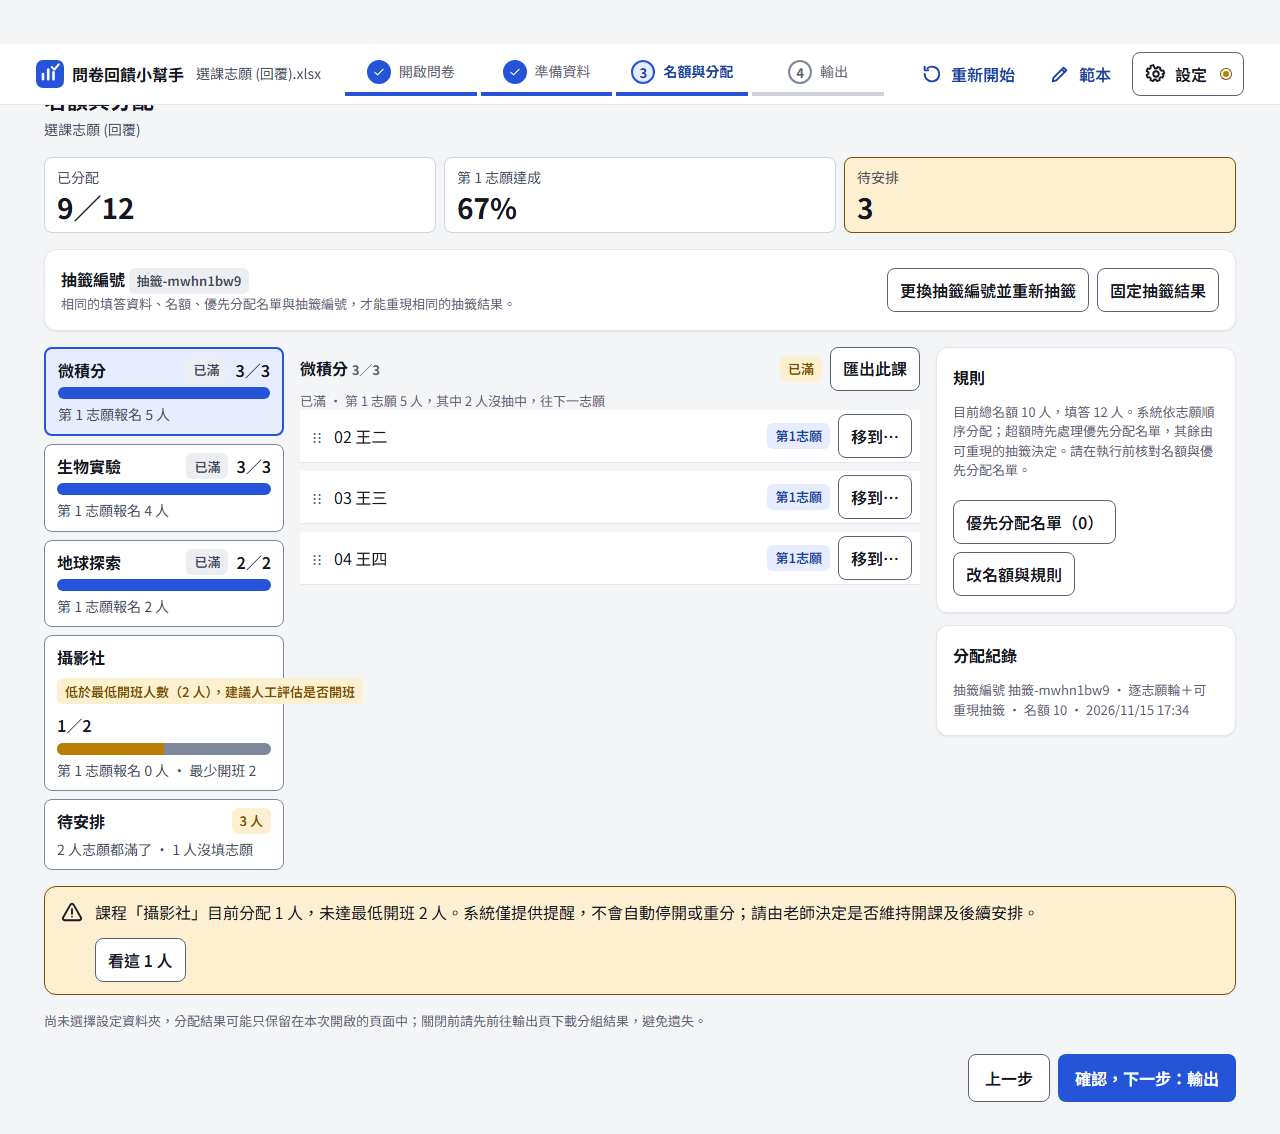 問卷回饋小幫手
選課志願 (回覆).xlsx
開啟問卷
準備資料
3 名額與分配
4 輸出
重新開始
範本
設定
名額與分配
選課志願 (回覆)
已分配
9／12
第 1 志願達成
67%
待安排
3
抽籤編號 抽籤-mwhn1bw9
相同的填答資料、名額、優先分配名單與抽籤編號，才能重現相同的抽籤結果。
更換抽籤編號並重新抽籤
固定抽籤結果
微積分 已滿 3／3
第 1 志願報名 5 人
生物實驗 已滿 3／3
第 1 志願報名 4 人
地球探索 已滿 2／2
第 1 志願報名 2 人
攝影社
低於最低開班人數（2 人），建議人工評估是否開班
1／2
第 1 志願報名 0 人 · 最少開班 2
待安排 3 人
2 人志願都滿了 · 1 人沒填志願
微積分 3／3 已滿 匯出此課
已滿 · 第 1 志願 5 人，其中 2 人沒抽中，往下一志願
02 王二 第1志願 移到⋯
03 王三 第1志願 移到⋯
04 王四 第1志願 移到⋯
規則
目前總名額 10 人，填答 12 人。系統依志願順
序分配；超額時先處理優先分配名單，其餘由
可重現的抽籤決定。請在執行前核對名額與優
先分配名單。
優先分配名單（0）
改名額與規則
分配紀錄
抽籤編號 抽籤-mwhn1bw9 · 逐志願輪＋可
重現抽籤 · 名額 10 · 2026/11/15 17:34
課程「攝影社」目前分配 1 人，未達最低開班 2 人。系統僅提供提醒，不會自動停開或重分；請由老師決定是否維持開課及後續安排。
看這 1 人
尚未選擇設定資料夾，分配結果可能只保留在本次開啟的頁面中；關閉前請先前往輸出頁下載分組結果，避免遺失。
上一步
確認，下一步：輸出